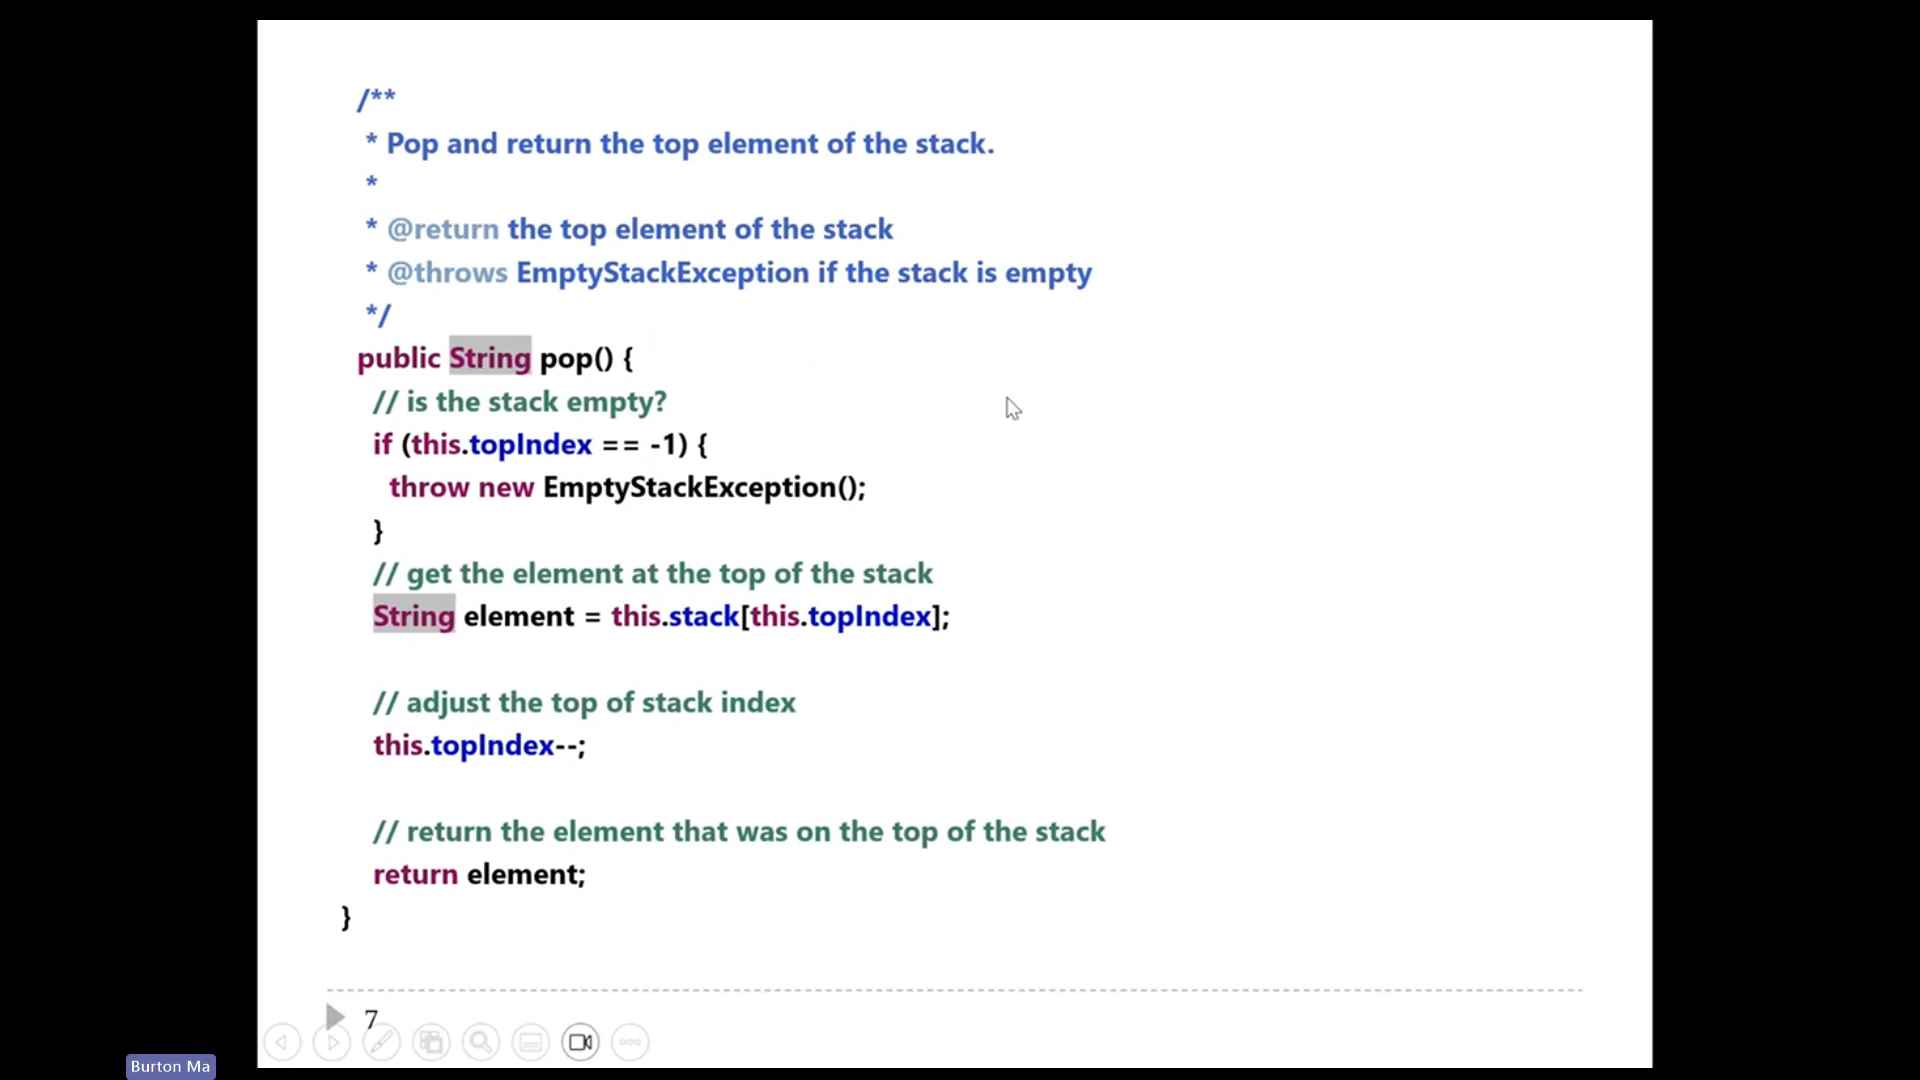 /**
* Pop and return the top element of the stack.
*
* @return the top element of the stack
* @throws EmptyStackException if the stack is empty
*/
public String pop() {
// is the stack empty?
if (this.topIndex == -1) {
throw new EmptyStackException();
}
// get the element at the top of the stack
String element = this.stack[this.topIndex];
// adjust the top of stack index
this.topIndex--;
// return the element that was on the top of the stack
return element;
}
7
Burton Ma